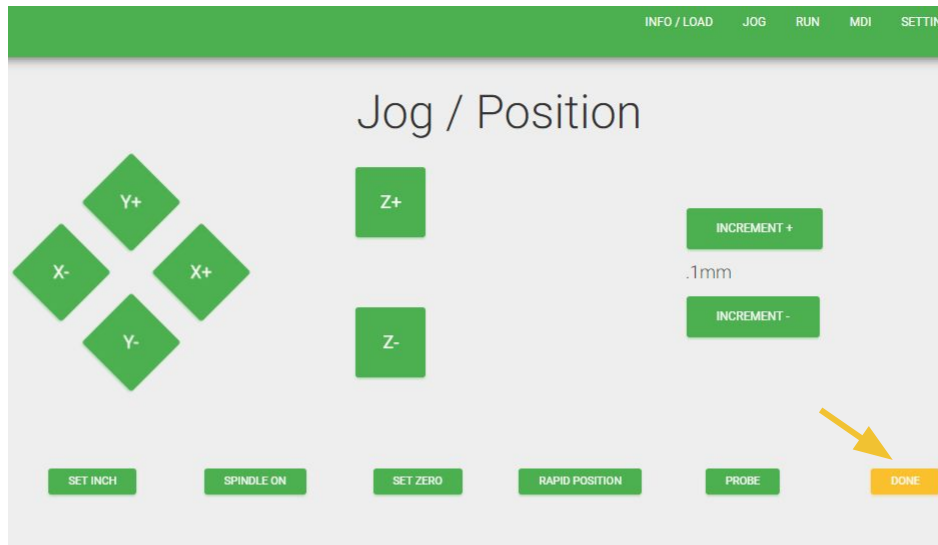 INFO / LOAD JOG RUN MDI SETTIN
Jog / Position
Y+
X-
X+
Y-
Z+
Z-
INCREMENT +
.1mm
INCREMENT -
SET INCH
SPINDLE ON
SET ZERO
RAPID POSITION
PROBE
DONE